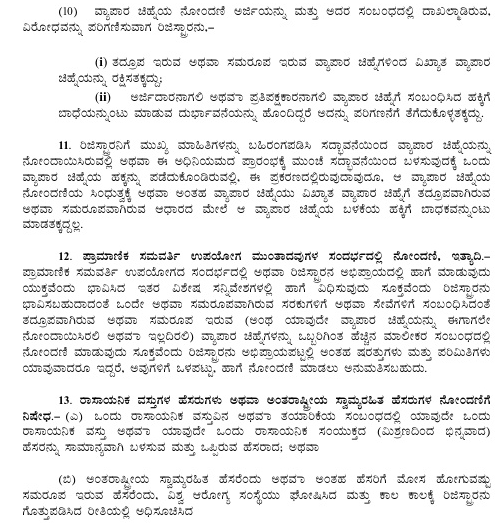 (10) ವ್ಯಾಪಾರ ಚಿಹ್ನೆಯ ನೋಂದಣಿ ಅರ್ಜಿಯನ್ನು ಮತ್ತು ಅದರ ಸಂಬಂಧದಲ್ಲಿ ದಾಖಲ್ಮಾಡಿರುವ,
ವಿರೋಧವನ್ನು ಪರಿಗಣಿಸುವಾಗ ರಿಜಿಸ್ಟ್ರಾರನು,–
(i) ತದ್ರೂಪ ಇರುವ ಅಥವಾ ಸಮರೂಪ ಇರುವ ವ್ಯಾಪಾರ ಚಿಹ್ನೆಗಳಿಂದ ವಿಖ್ಯಾತ ವ್ಯಾಪಾರ
ಚಿಹ್ನೆಯನ್ನು ರಕ್ಷಿಸತಕ್ಕದ್ದು;
(ii) ಅರ್ಜಿದಾರನಾಗಲಿ ಅಥವಾ ಪ್ರತಿಪಕ್ಷಕಾರನಾಗಲಿ ವ್ಯಾಪಾರ ಚಿಹ್ನೆಗೆ ಸಂಬಂಧಿಸಿದ ಹಕ್ಕಿಗೆ
ಬಾಧೆಯನ್ನುಂಟು ಮಾಡುವ ದುರ್ಭಾವನೆಯನ್ನು ಹೊಂದಿದ್ದರೆ ಅದನ್ನು ಪರಿಗಣನೆಗೆ ತೆಗೆದುಕೊಳ್ಳತಕ್ಕದ್ದು.
11. ರಿಜಿಸ್ಟ್ರಾರನಿಗೆ ಮುಖ್ಯ ಮಾಹಿತಿಗಳನ್ನು ಬಹಿರಂಗಪಡಿಸಿ ಸದ್ಭಾವನೆಯಿಂದ ವ್ಯಾಪಾರ ಚಿಹ್ನೆಯನ್ನು
ನೋಂದಾಯಿಸಿರುವಲ್ಲಿ ಅಥವಾ ಈ ಅಧಿನಿಯಮದ ಪ್ರಾರಂಭಕ್ಕೆ ಮುಂಚೆ ಸದ್ಭಾವನೆಯಿಂದ ಬಳಸುವುದಕ್ಕೆ ಒಂದು
ವ್ಯಾಪಾರ ಚಿಹ್ನೆಯ ಹಕ್ಕನ್ನು ಪಡೆದುಕೊಂಡಿರುವಲ್ಲಿ, ಈ ಪ್ರಕರಣದಲ್ಲಿರುವುದಾವುದೂ, ಆ ವ್ಯಾಪಾರ ಚಿಹ್ನೆಯ
ನೋಂದಣಿಯ ಸಿಂಧುತ್ವಕ್ಕೆ ಅಥವಾ ಅಂತಹ ವ್ಯಾಪಾರ ಚಿಹ್ನೆಯು ವಿಖ್ಯಾತ ವ್ಯಾಪಾರ ಚಿಹ್ನೆಗೆ ತದ್ರೂಪವಾಗಿರುವ
ಅಥವಾ ಸಮರೂಪವಾಗಿರುವ ಆಧಾರದ ಮೇಲೆ ಆ ವ್ಯಾಪಾರ ಚಿಹ್ನೆಯ ಬಳಕೆಯ ಹಕ್ಕಿಗೆ ಬಾಧಕವನ್ನುಂಟು
ಮಾಡತಕ್ಕದ್ದಲ್ಲ.
12. ಪ್ರಾಮಾಣಿಕ ಸಮವರ್ತಿ ಉಪಯೋಗ ಮುಂತಾದವುಗಳ ಸಂದರ್ಭದಲ್ಲಿ ನೋಂದಣಿ, ಇತ್ಯಾದಿ.–
ಪ್ರಾಮಾಣಿಕ ಸಮವರ್ತಿ ಉಪಯೋಗದ ಸಂದರ್ಭದಲ್ಲಿ ಅಥವಾ ರಿಜಿಸ್ಟ್ರಾರನ ಅಭಿಪ್ರಾಯದಲ್ಲಿ ಹಾಗೆ ಮಾಡುವುದು
ಯುಕ್ತವೆಂದು ಭಾವಿಸಿದ ಇತರ ವಿಶೇಷ ಸನ್ನಿವೇಶಗಳಲ್ಲಿ ಹಾಗೆ ವಿಧಿಸುವುದು ಸೂಕ್ತವೆಂದು ರಿಜಿಸ್ಟ್ರಾರನು
ಭಾವಿಸಬಹುದಾದಂತೆ ಒಂದೇ ಅಥವಾ ಸಮರೂಪವಾಗಿರುವ ಸರಕುಗಳಿಗೆ ಅಥವಾ ಸೇವೆಗಳಿಗೆ ಸಂಬಂಧಿಸಿದಂತೆ
ತದ್ರೂಪವಾಗಿರುವ ಅಥವಾ ಸಮರೂಪ ಇರುವ (ಅಂಥ ಯಾವುದೇ ವ್ಯಾಪಾರ ಚಿಹ್ನೆಯನ್ನು ಈಗಾಗಲೇ
ನೋಂದಾಯಿಸಿರಲಿ ಅಥವಾ ಇಲ್ಲದಿರಲಿ) ವ್ಯಾಪಾರ ಚಿಹ್ನೆಗಳನ್ನು ಒಬ್ಬರಿಗಿಂತ ಹೆಚ್ಚಿನ ಮಾಲೀಕರ ಸಂಬಂಧದಲ್ಲಿ
ನೋಂದಣಿ ಮಾಡುವುದು ಸೂಕ್ತವೆಂದು ರಿಜಿಸ್ಟ್ರಾರನು ಅಭಿಪ್ರಾಯಪಟ್ಟಲ್ಲಿ ಅಂತಹ ಷರತ್ತುಗಳು ಮತ್ತು ಪರಿಮಿತಿಗಳು
ಯಾವುವಾದರೂ ಇದ್ದರೆ, ಅವುಗಳಿಗೆ ಒಳಪಟ್ಟು, ಹಾಗೆ ನೋಂದಣಿ ಮಾಡಲು ಅನುಮತಿಸಬಹುದು.
13. ರಾಸಾಯನಿಕ ವಸ್ತುಗಳ ಹೆಸರುಗಳು ಅಥವಾ ಅಂತರಾಷ್ಟ್ರೀಯ ಸ್ವಾಮ್ಯರಹಿತ ಹೆಸರುಗಳ ನೋಂದಣಿಗೆ
ನಿಷೇಧ.– (ಎ) ಒಂದು ರಾಸಾಯನಿಕ ವಸ್ತುವಿನ ಅಥವಾ ತಯಾರಿಕೆಯ ಸಂಬಂಧದಲ್ಲಿ ಯಾವುದೇ ಒಂದು
ರಾಸಾಯನಿಕ ವಸ್ತು ಅಥವಾ ಯಾವುದೇ ಒಂದು ರಾಸಾಯನಿಕ ಸಂಯುಕ್ತದ (ಮಿಶ್ರಣದಿಂದ ಭಿನ್ನವಾದ)
ಹೆಸರನ್ನು ಸಾಮಾನ್ಯವಾಗಿ ಬಳಸುವ ಮತ್ತು ಒಪ್ಪಿರುವ ಹೆಸರಾದ; ಅಥವಾ
(ಬಿ) ಅಂತರಾಷ್ಟ್ರೀಯ ಸ್ವಾಮ್ಯರಹಿತ ಹೆಸರೆಂದು ಅಥವಾ ಅಂತಹ ಹೆಸರಿಗೆ ಮೋಸ ಹೋಗುವಷ್ಟು
ಸಮರೂಪ ಇರುವ ಹೆಸರೆಂದು, ವಿಶ್ವ ಆರೋಗ್ಯ ಸಂಸ್ಥೆಯು ಘೋಷಿಸಿದ ಮತ್ತು ಕಾಲ ಕಾಲಕ್ಕೆ ರಿಜಿಸ್ಟ್ರಾರನು
ಗೊತ್ತುಪಡಿಸಿದ ರೀತಿಯಲ್ಲಿ ಅಧಿಸೂಚಿಸಿದ